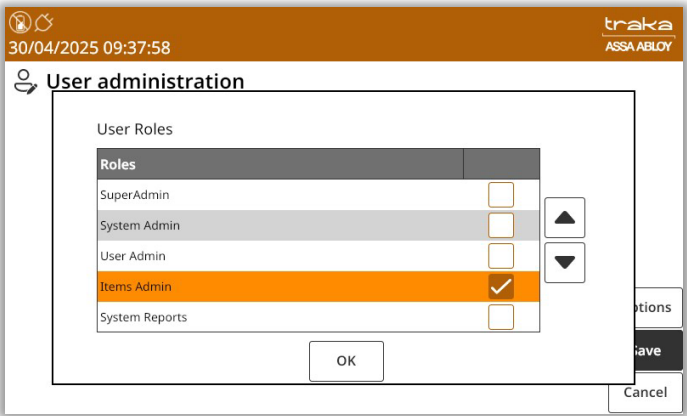 traka
30/04/2025 09:37:58
ASSA ABLOY
User administration
User Roles
Roles
SuperAdmin
System Admin
User Admin
Items Admin
System Reports
OK
Save
Cancel